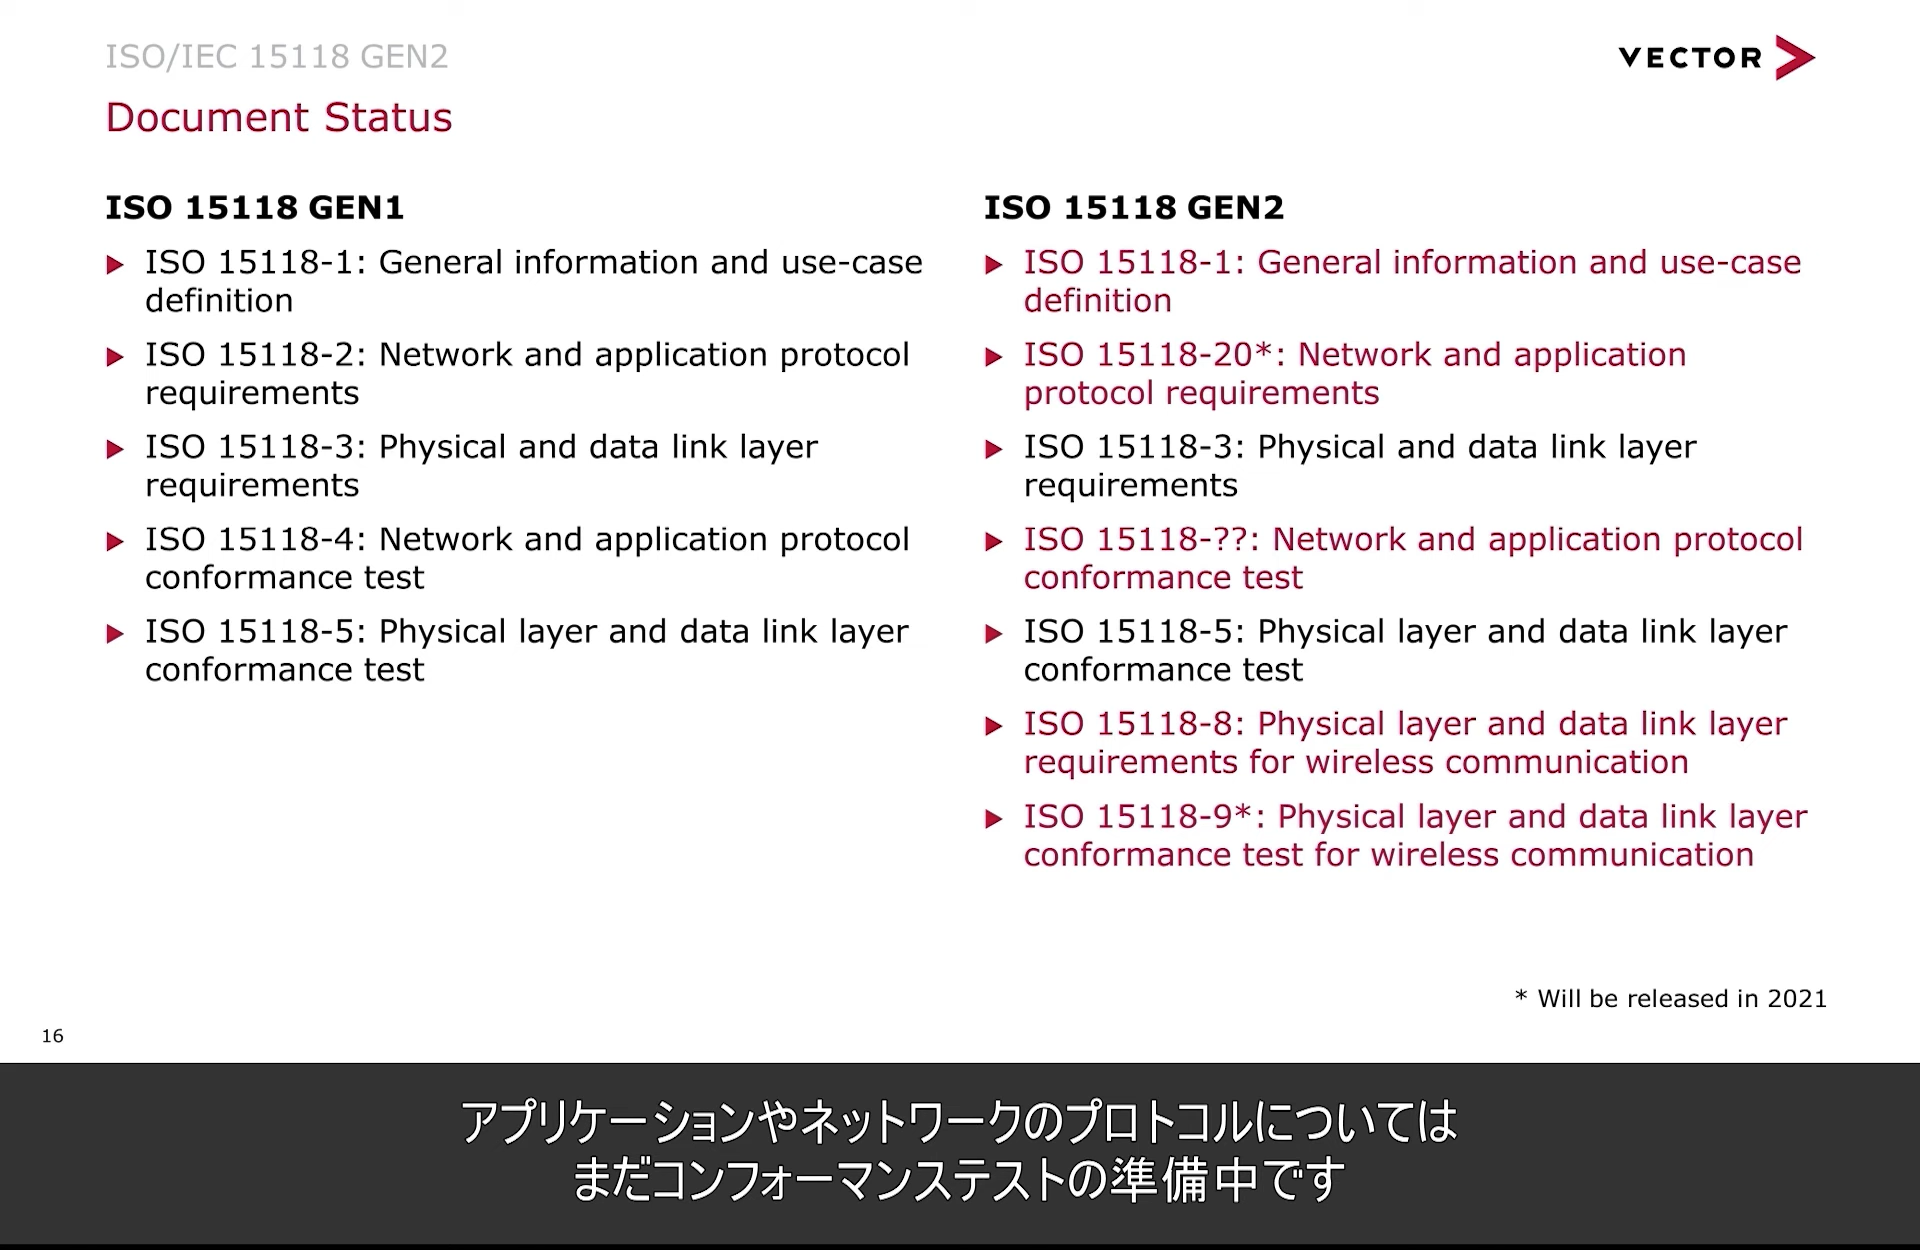 ISO/IEC 15118 GEN2
VECTOR
Document Status
ISO 15118 GEN1
ISO 15118-1: General information and use-case
definition
ISO 15118-2: Network and application protocol
requirements
ISO 15118-3: Physical and data link layer
requirements
ISO 15118-4: Network and application protocol
conformance test
ISO 15118-5: Physical layer and data link layer
conformance test
ISO 15118 GEN2
ISO 15118-1: General information and use-case
definition
ISO 15118-20*: Network and application
protocol requirements
ISO 15118-3: Physical and data link layer
requirements
ISO 15118-??: Network and application protocol
conformance test
ISO 15118-5: Physical layer and data link layer
conformance test
ISO 15118-8: Physical layer and data link layer
requirements for wireless communication
ISO 15118-9*: Physical layer and data link layer
conformance test for wireless communication
* Will be released in 2021
16
アプリケーションやネットワークのプロトコルについては
まだコンフォーマンステストの準備中です